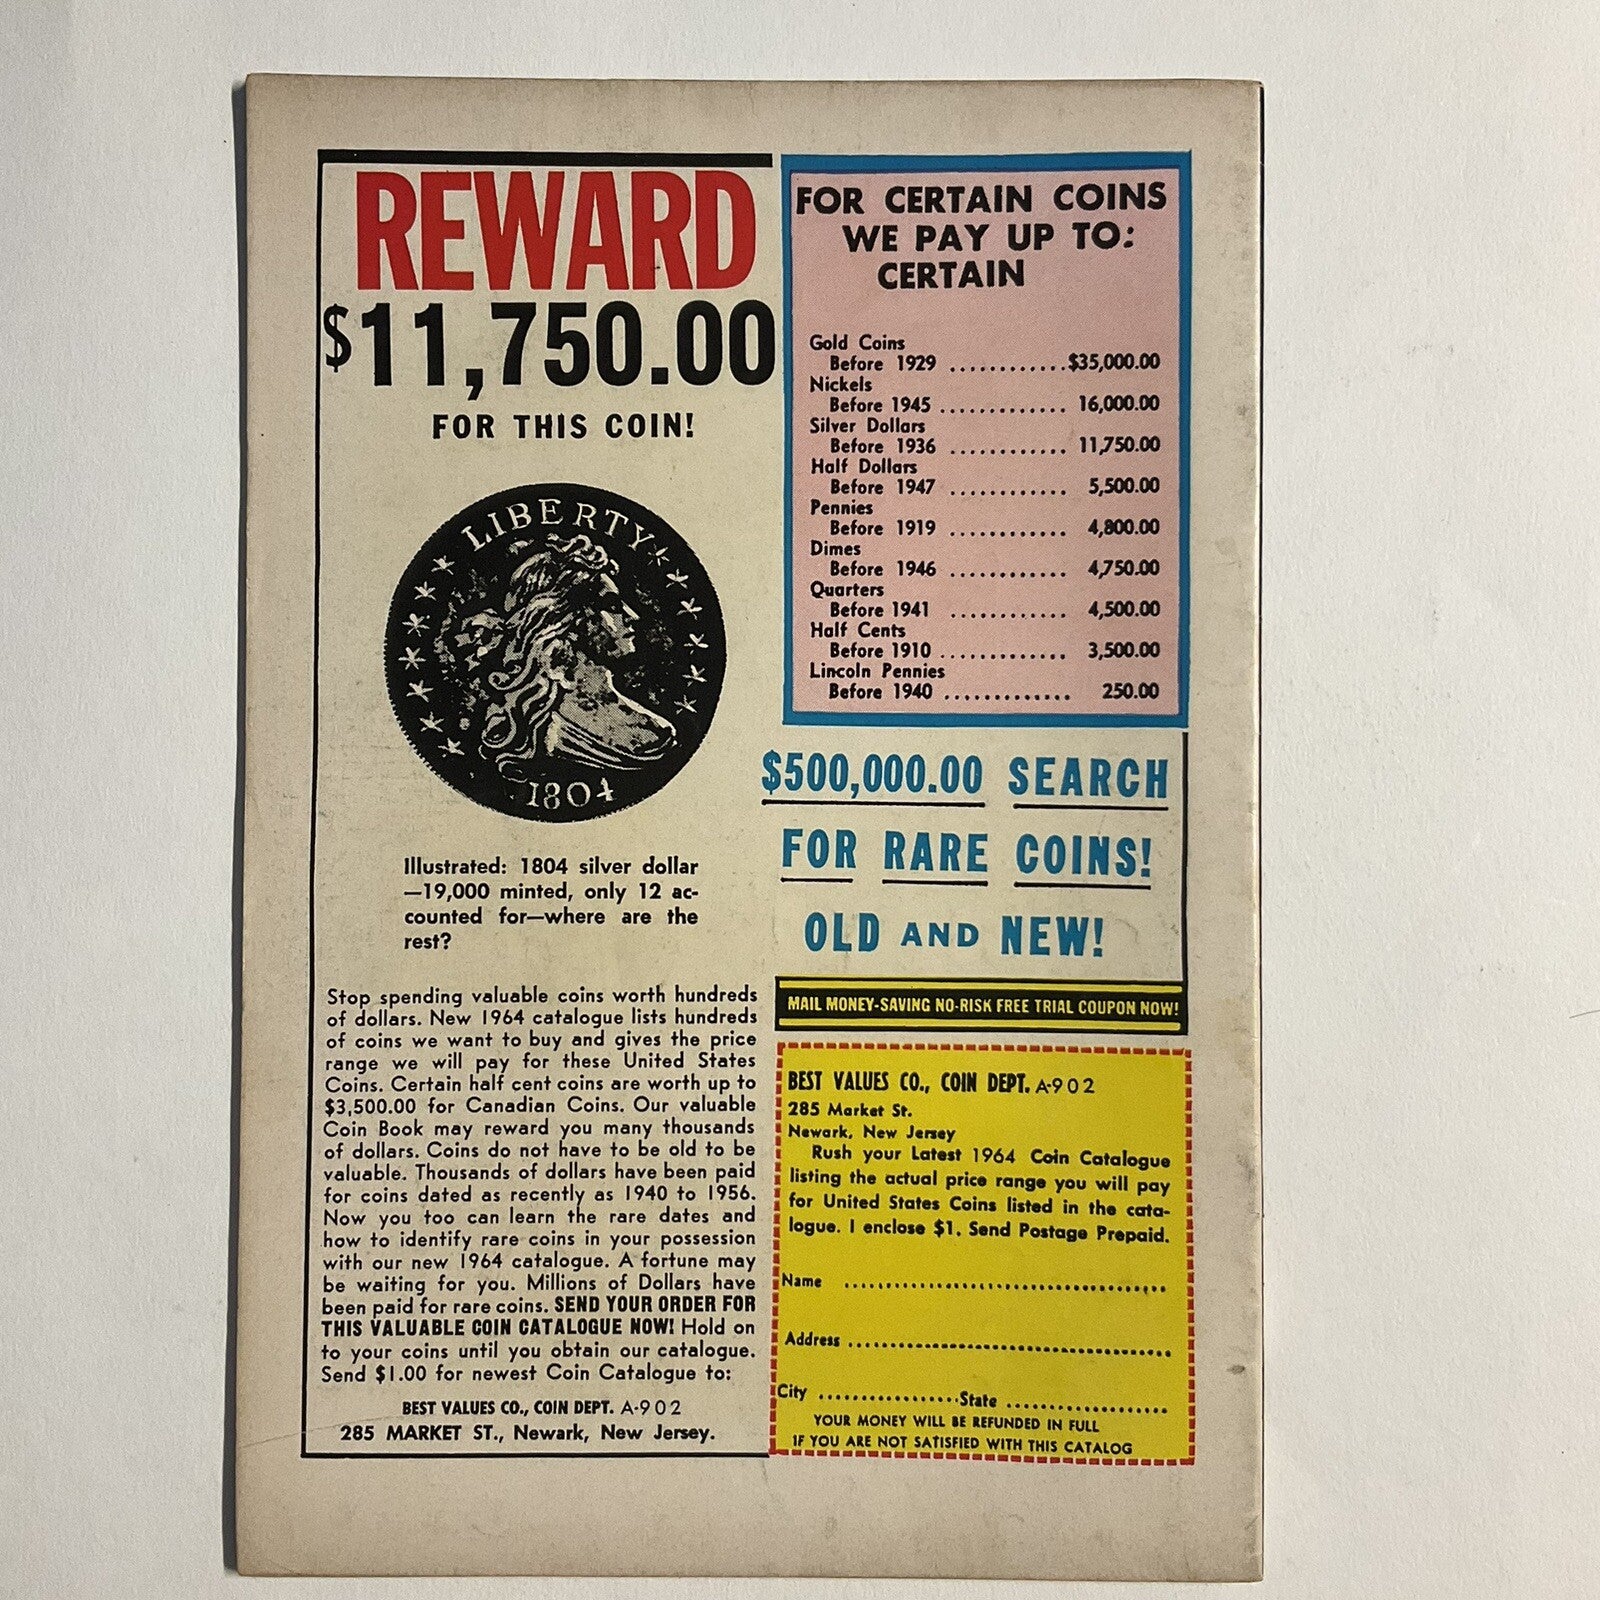 REWARD
$11,750.00
FOR THIS COIN!
LIBERTY
1804
Illustrated: 1804 silver dollar
—19,000 minted, only 12 ac-
counted for—where are the
rest?
Stop spending valuable coins worth hundreds
of dollars. New 1964 catalogue lists hundreds
of coins we want to buy and gives the price
range we will pay for these United States
Coins. Certain half cent coins are worth up to
$3,500.00 for Canadian Coins. Our valuable
Coin Book may reward you many thousands
of dollars. Coins do not have to be old to be
valuable. Thousands of dollars have been paid
for coins dated as recently as 1940 to 1956.
Now you too can learn the rare dates and
how to identify rare coins in your possession
with our new 1964 catalogue. A fortune may
be waiting for you. Millions of Dollars have
been paid for rare coins. SEND YOUR ORDER FOR
THIS VALUABLE COIN CATALOGUE NOW! Hold on
to your coins until you obtain our catalogue.
Send $1.00 for newest Coin Catalogue to:
BEST VALUES CO., COIN DEPT. A-902
285 MARKET ST., Newark, New Jersey.
FOR CERTAIN COINS
WE PAY UP TO:
CERTAIN
Gold Coins
Before 1929 ............$35,000.00
Nickels
Before 1945 ............. 16,000.00
Silver Dollars
Before 1936 ............ 11,750.00
Half Dollars
Before 1947 ............ 5,500.00
Pennies
Before 1919 ............ 4,800.00
Dimes
Before 1946 ............ 4,750.00
Quarters
Before 1941 ............ 4,500.00
Half Cents
Before 1910 ............. 3,500.00
Lincoln Pennies
Before 1940 ............. 250.00
$500,000.00 SEARCH
FOR RARE COINS!
OLD AND NEW!
MAIL MONEY-SAVING NO-RISK FREE TRIAL COUPON NOW!
BEST VALUES CO., COIN DEPT. A-902
285 Market St.
Newark, New Jersey
Rush your Latest 1964 Coin Catalogue
listing the actual price range you will pay
for United States Coins listed in the cata-
logue. I enclose $1. Send Postage Prepaid.
Name ........................................
Address ........................................
City .................State ....................
YOUR MONEY WILL BE REFUNDED IN FULL
IF YOU ARE NOT SATISFIED WITH THIS CATALOG